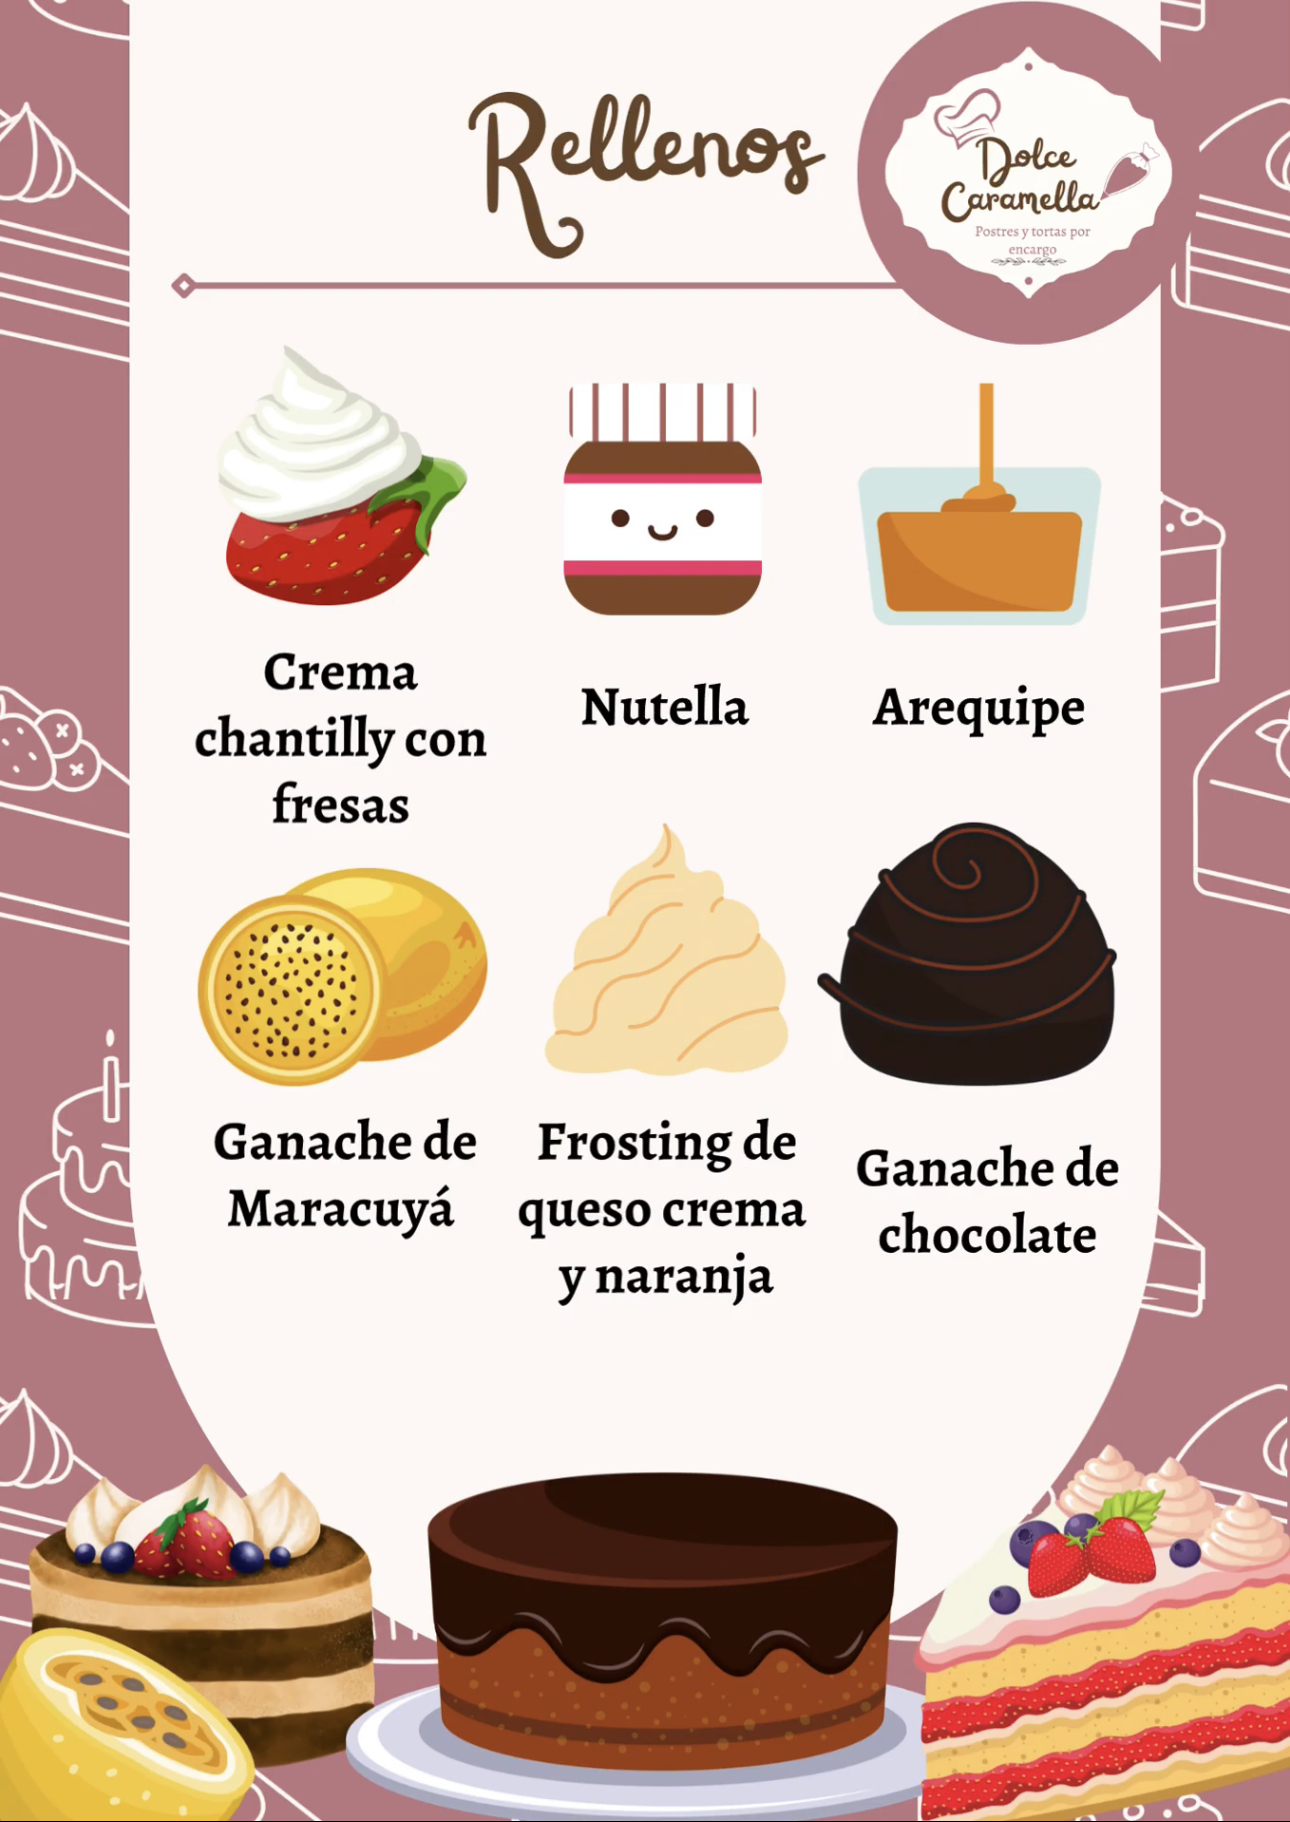 Rellenos
Dolce
Caramella
Postres y tortas por
encargo
Crema
chantilly con
fresas
Nutella
Arequipe
Ganache de
Maracuyá
Frosting de
queso crema
y naranja
Ganache de
chocolate